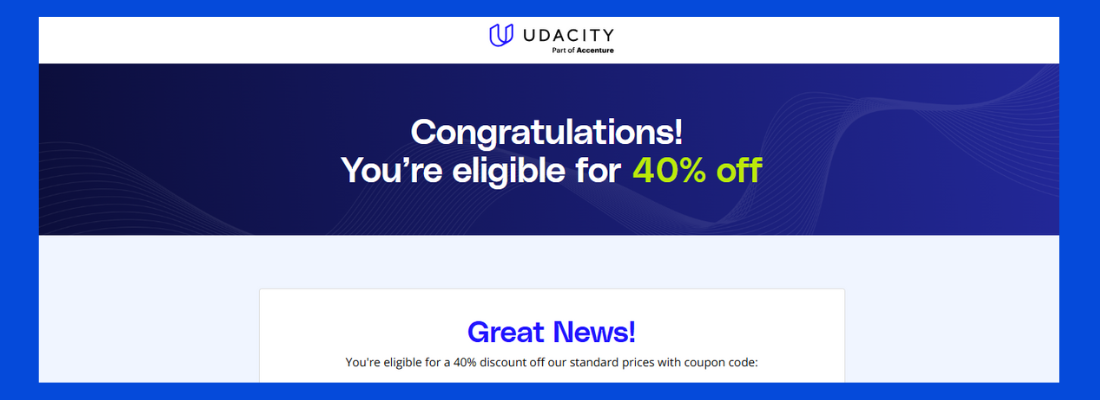 UDACITY
Part of Accenture
Congratulations!
You’re eligible for 40% off
Great News!
You're eligible for a 40% discount off our standard prices with coupon code: